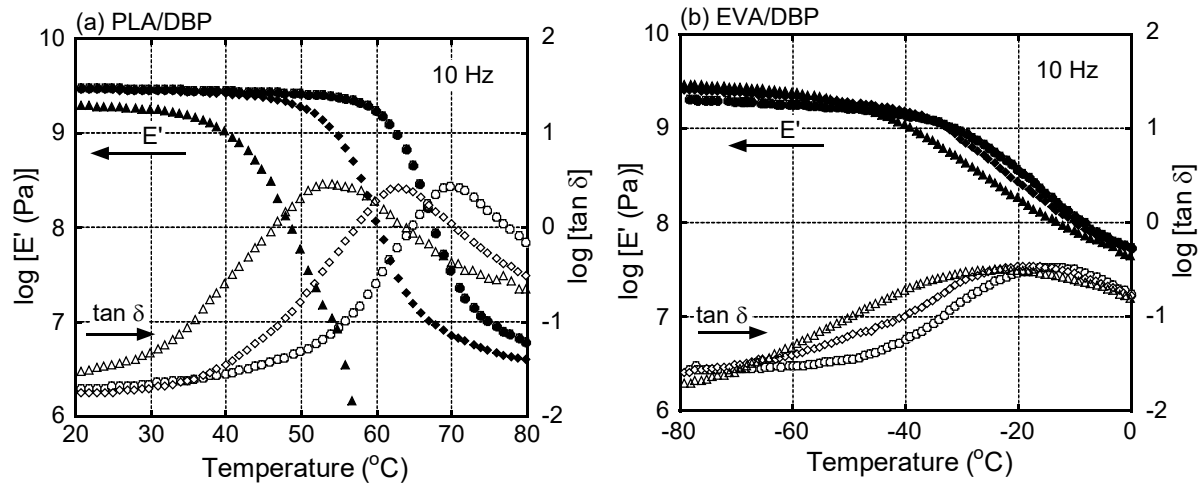 (a) PLA/DBP
10
9
8
7
6
log [E' (Pa)]
2
1
0
-1
-2
log [tan δ]
10 Hz
E'
tan δ
20 30 40 50 60 70 80
Temperature (°C)
(b) EVA/DBP
10
9
8
7
6
log [E' (Pa)]
2
1
0
-1
-2
log [tan δ]
10 Hz
E'
tan δ
-80 -60 -40 -20 0
Temperature (°C)